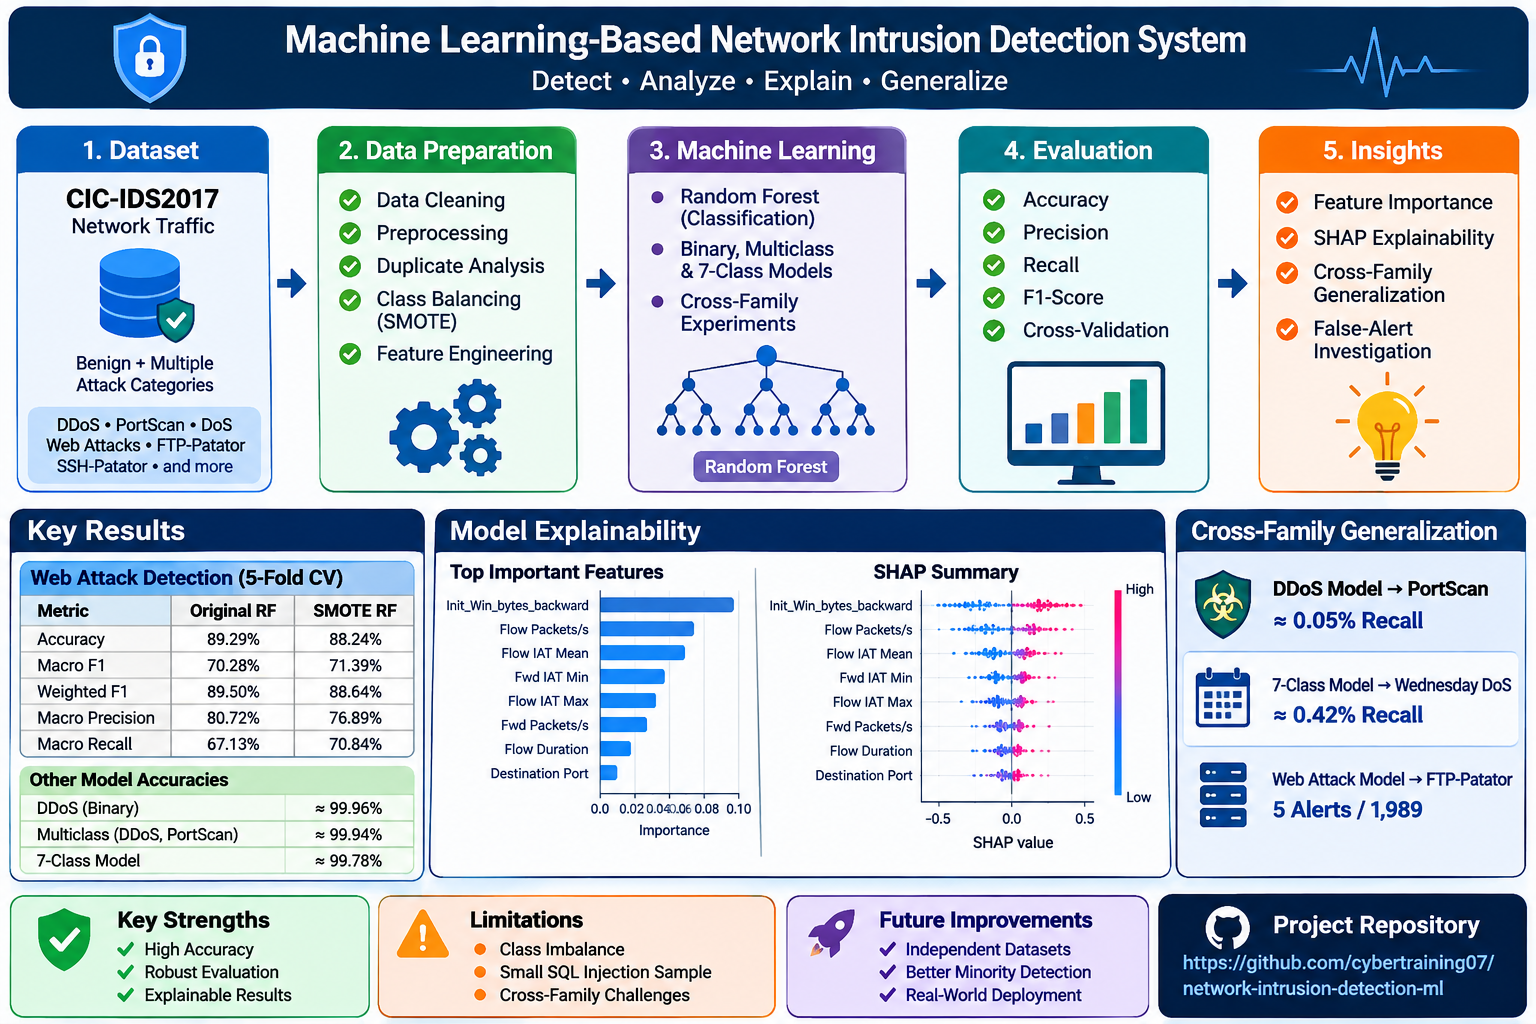 Machine Learning-Based Network Intrusion Detection System
Detect • Analyze • Explain • Generalize
1. Dataset
CIC-IDS2017
Network Traffic
Benign + Multiple
Attack Categories
DDoS • PortScan • DoS
Web Attacks • FTP-Patator
SSH-Patator • and more
2. Data Preparation
Data Cleaning
Preprocessing
Duplicate Analysis
Class Balancing
(SMOTE)
Feature Engineering
3. Machine Learning
Random Forest
(Classification)
Binary, Multiclass
& 7-Class Models
Cross-Family
Experiments
Random Forest
4. Evaluation
Accuracy
Precision
Recall
F1-Score
Cross-Validation
5. Insights
Feature Importance
SHAP Explainability
Cross-Family
Generalization
False-Alert
Investigation
Key Results
Web Attack Detection (5-Fold CV)
Metric Original RF SMOTE RF
Accuracy 89.29% 88.24%
Macro F1 70.28% 71.39%
Weighted F1 89.50% 88.64%
Macro Precision 80.72% 76.89%
Macro Recall 67.13% 70.84%
Other Model Accuracies
DDoS (Binary) ≈ 99.96%
Multiclass (DDoS, PortScan) ≈ 99.94%
7-Class Model ≈ 99.78%
Model Explainability
Top Important Features
Init_Win_bytes_backward
Flow Packets/s
Flow IAT Mean
Fwd IAT Min
Flow IAT Max
Fwd Packets/s
Flow Duration
Destination Port
0.0 0.02 0.04 0.06 0.08 0.10
Importance
SHAP Summary
Init_Win_bytes_backward
Flow Packets/s
Flow IAT Mean
Fwd IAT Min
Flow IAT Max
Fwd Packets/s
Flow Duration
Destination Port
-0.5 0.0 0.5
SHAP value
High
Low
Cross-Family Generalization
DDoS Model → PortScan
≈ 0.05% Recall
7-Class Model → Wednesday DoS
≈ 0.42% Recall
Web Attack Model → FTP-Patator
5 Alerts / 1,989
Key Strengths
High Accuracy
Robust Evaluation
Explainable Results
Limitations
Class Imbalance
Small SQL Injection Sample
Cross-Family Challenges
Future Improvements
Independent Datasets
Better Minority Detection
Real-World Deployment
Project Repository
https://github.com/cybertraining07/
network-intrusion-detection-ml